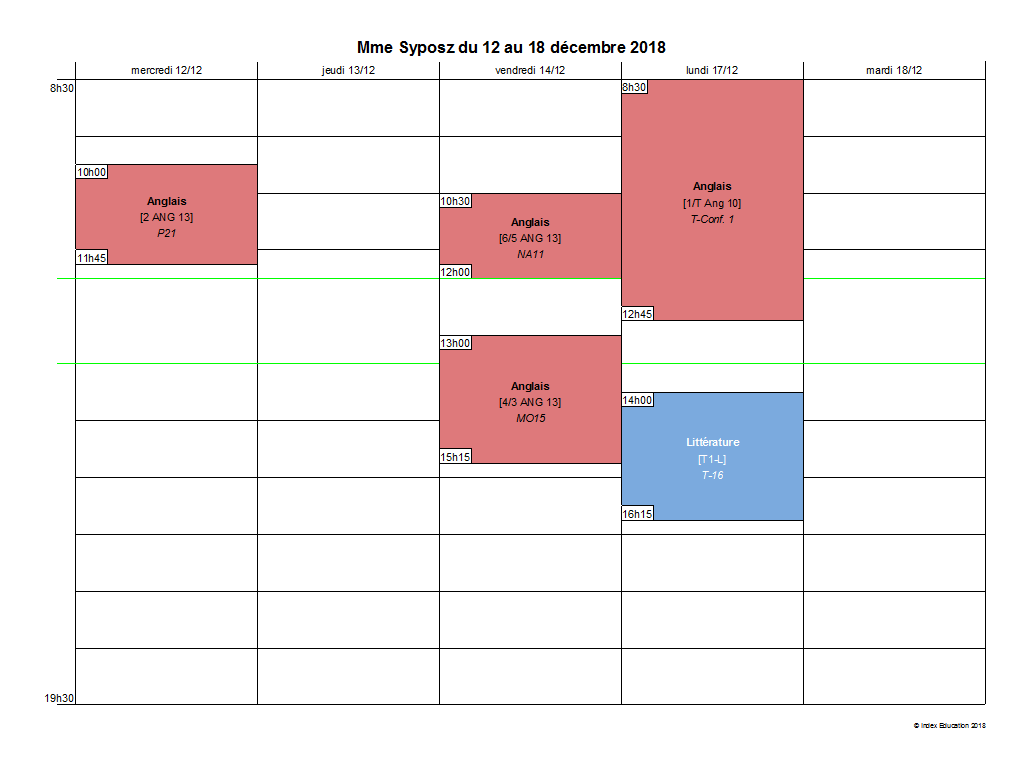 Mme Syposz du 12 au 18 décembre 2018
mercredi 12/12
jeudi 13/12
vendredi 14/12
lundi 17/12
mardi 18/12
8h30
19h30
10h00
Anglais
[2 ANG 13]
P21
11h45
10h30
Anglais
[6/5 ANG 13]
NA11
12h00
13h00
Anglais
[4/3 ANG 13]
MO15
15h15
8h30
Anglais
[1/T Ang 10]
T-Conf. 1
12h45
14h00
Littérature
[T1-L]
T-16
16h15
© Index Education 2018